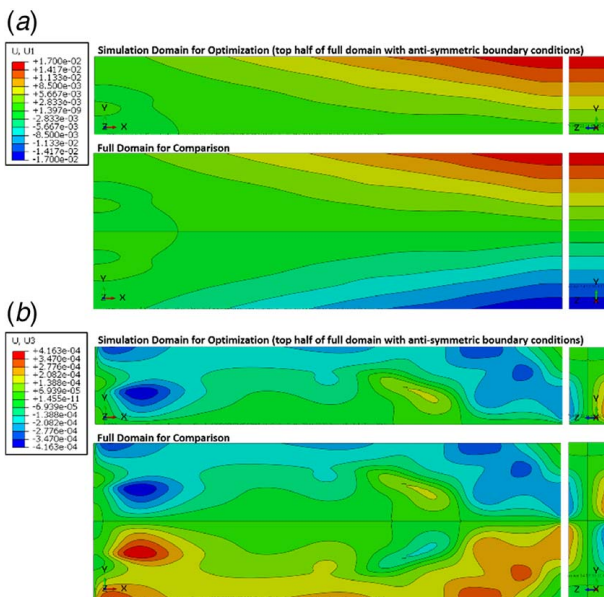 (a)
U, U1
+1.700e-02
+1.417e-02
+1.133e-02
+8.500e-03
+5.667e-03
+2.833e-03
+1.397e-09
-2.833e-03
-5.667e-03
-8.500e-03
-1.133e-02
-1.417e-02
-1.700e-02
Simulation Domain for Optimization (top half of full domain with anti-symmetric boundary conditions)
Y
Z X
Y
Z X
Full Domain for Comparison
Y
Z X
Y
Z X
(b)
U, U3
+4.163e-04
+3.470e-04
+2.776e-04
+2.082e-04
+1.388e-04
+6.939e-05
+1.455e-11
-6.939e-05
-1.388e-04
-2.082e-04
-2.776e-04
-3.470e-04
-4.163e-04
Simulation Domain for Optimization (top half of full domain with anti-symmetric boundary conditions)
Y
Z X
Y
Z X
Full Domain for Comparison
Y
Z X
Y
Z X